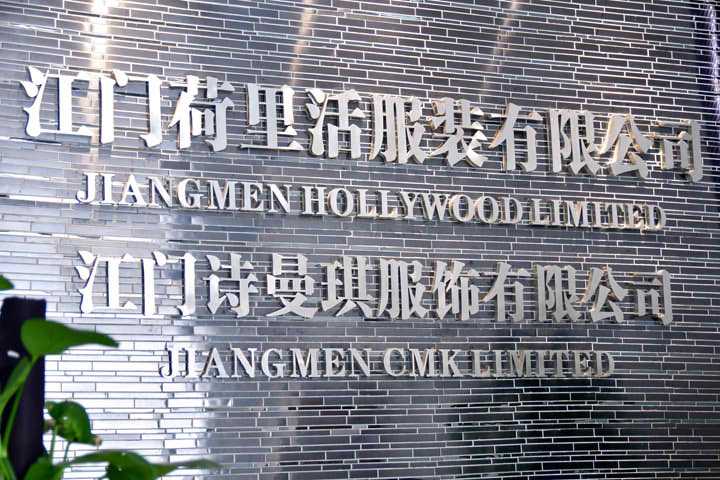 江门荷里活服装有限公司
JIANGMEN HOLLYWOOD LIMITED
江门诗曼琪服饰有限公司
JIANGMEN CMK LIMITED